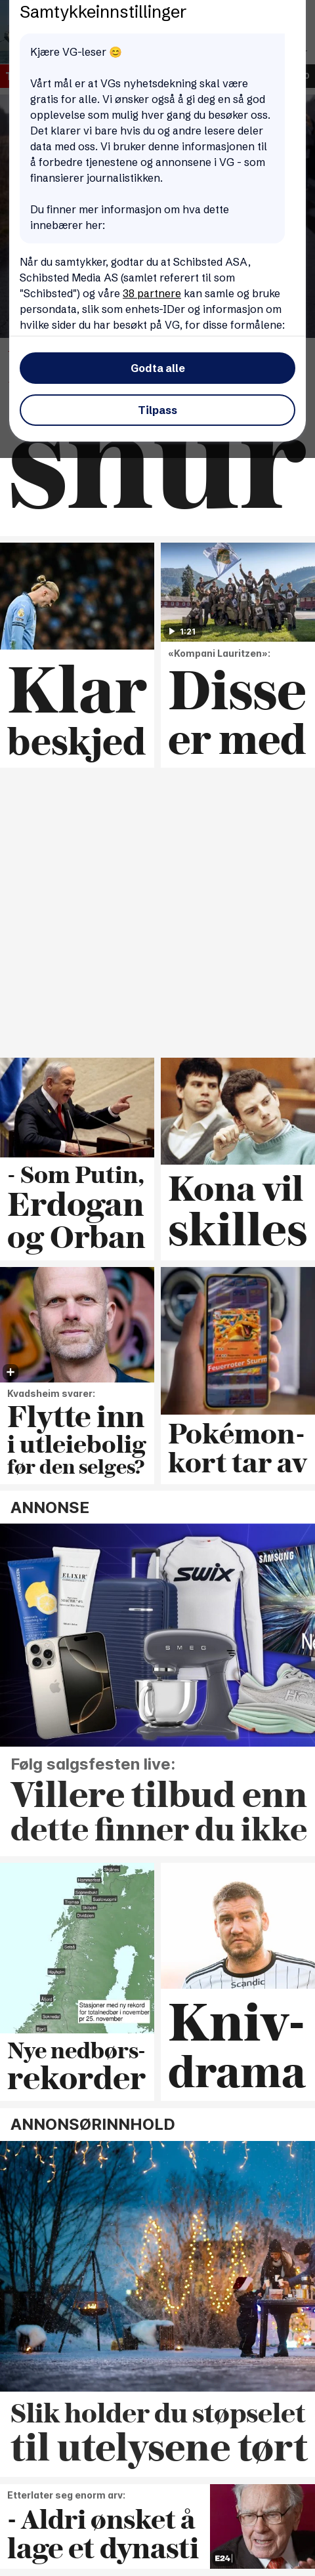 Samtykkeinnstillinger
Kjære VG-leser 😊
Vårt mål er at VGs nyhetsdekning skal være
gratis for alle. Vi ønsker også å gi deg en så god
opplevelse som mulig hver gang du besøker oss.
Det klarer vi bare hvis du og andre lesere deler
data med oss. Vi bruker denne informasjonen til
å forbedre tjenestene og annonsene i VG - som
finansierer journalistikken.
Du finner mer informasjon om hva dette
innebærer her:
Når du samtykker, godtar du at Schibsted ASA,
Schibsted Media AS (samlet referert til som
"Schibsted") og våre 38 partnere kan samle og bruke
persondata, slik som enhets-IDer og informasjon om
hvilke sider du har besøkt på VG, for disse formålene:
Godta alle
Tilpass
snur
Klar
beskjed
1:21
«Kompani Lauritzen»:
Disse
er med
- Som Putin,
Erdogan
og Orban
Kona vil
skilles
Kvadsheim svarer:
Flytte inn
i utleiebolig
før den selges?
Feuerroter Sturm
Pokémon-
kort tar av
ANNONSE
ELIXIR
SWIX
SAMSUNG
SMEG
Følg salgsfesten live:
Villere tilbud enn
dette finner du ikke
Stasjoner med ny rekord
for totalnedbør i november
pr 25. november
Nye nedbørs-
rekorder
Scandic
Kniv-
drama
ANNONSØRINNHOLD
Slik holder du støpselet
til utelysene tørt
Etterlater seg enorm arv:
- Aldri ønsket å
lage et dynasti
E24